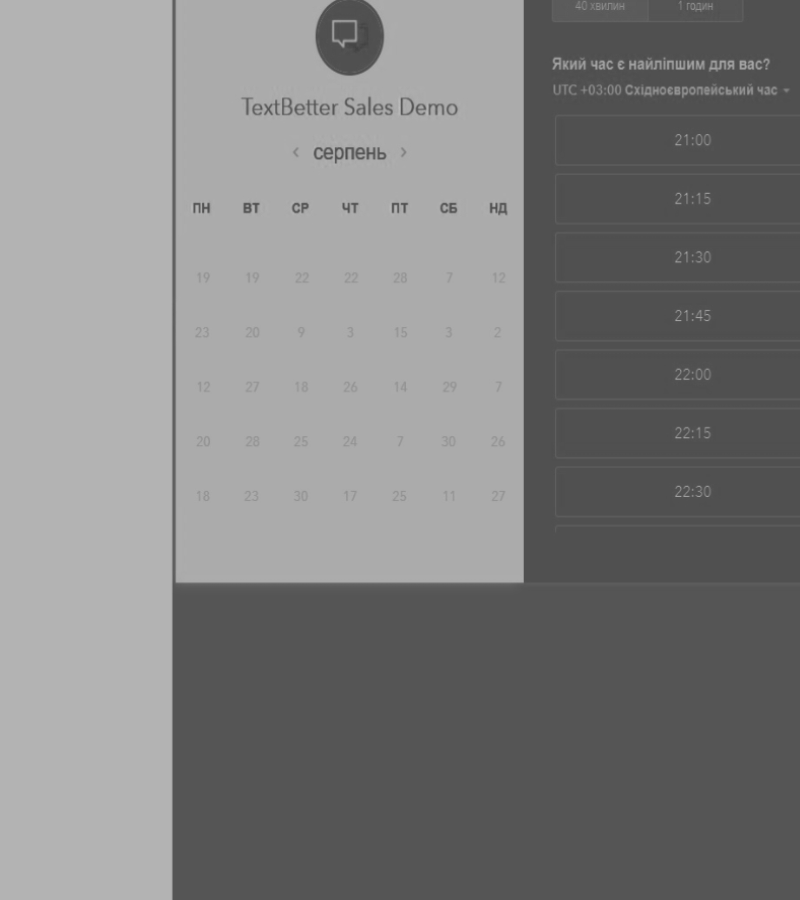 TextBetter Sales Demo
серпень
ПН ВТ СР ЧТ ПТ СБ НД
19 19 22 22 28 7 12
23 20 9 3 15 3 2
12 27 18 26 14 29 7
20 28 25 24 7 30 26
18 23 30 17 25 11 27
40 хвилин 1 годин
Який час є найліпшим для вас?
UTC +03:00 Східноєвропейський час
21:00
21:15
21:30
21:45
22:00
22:15
22:30